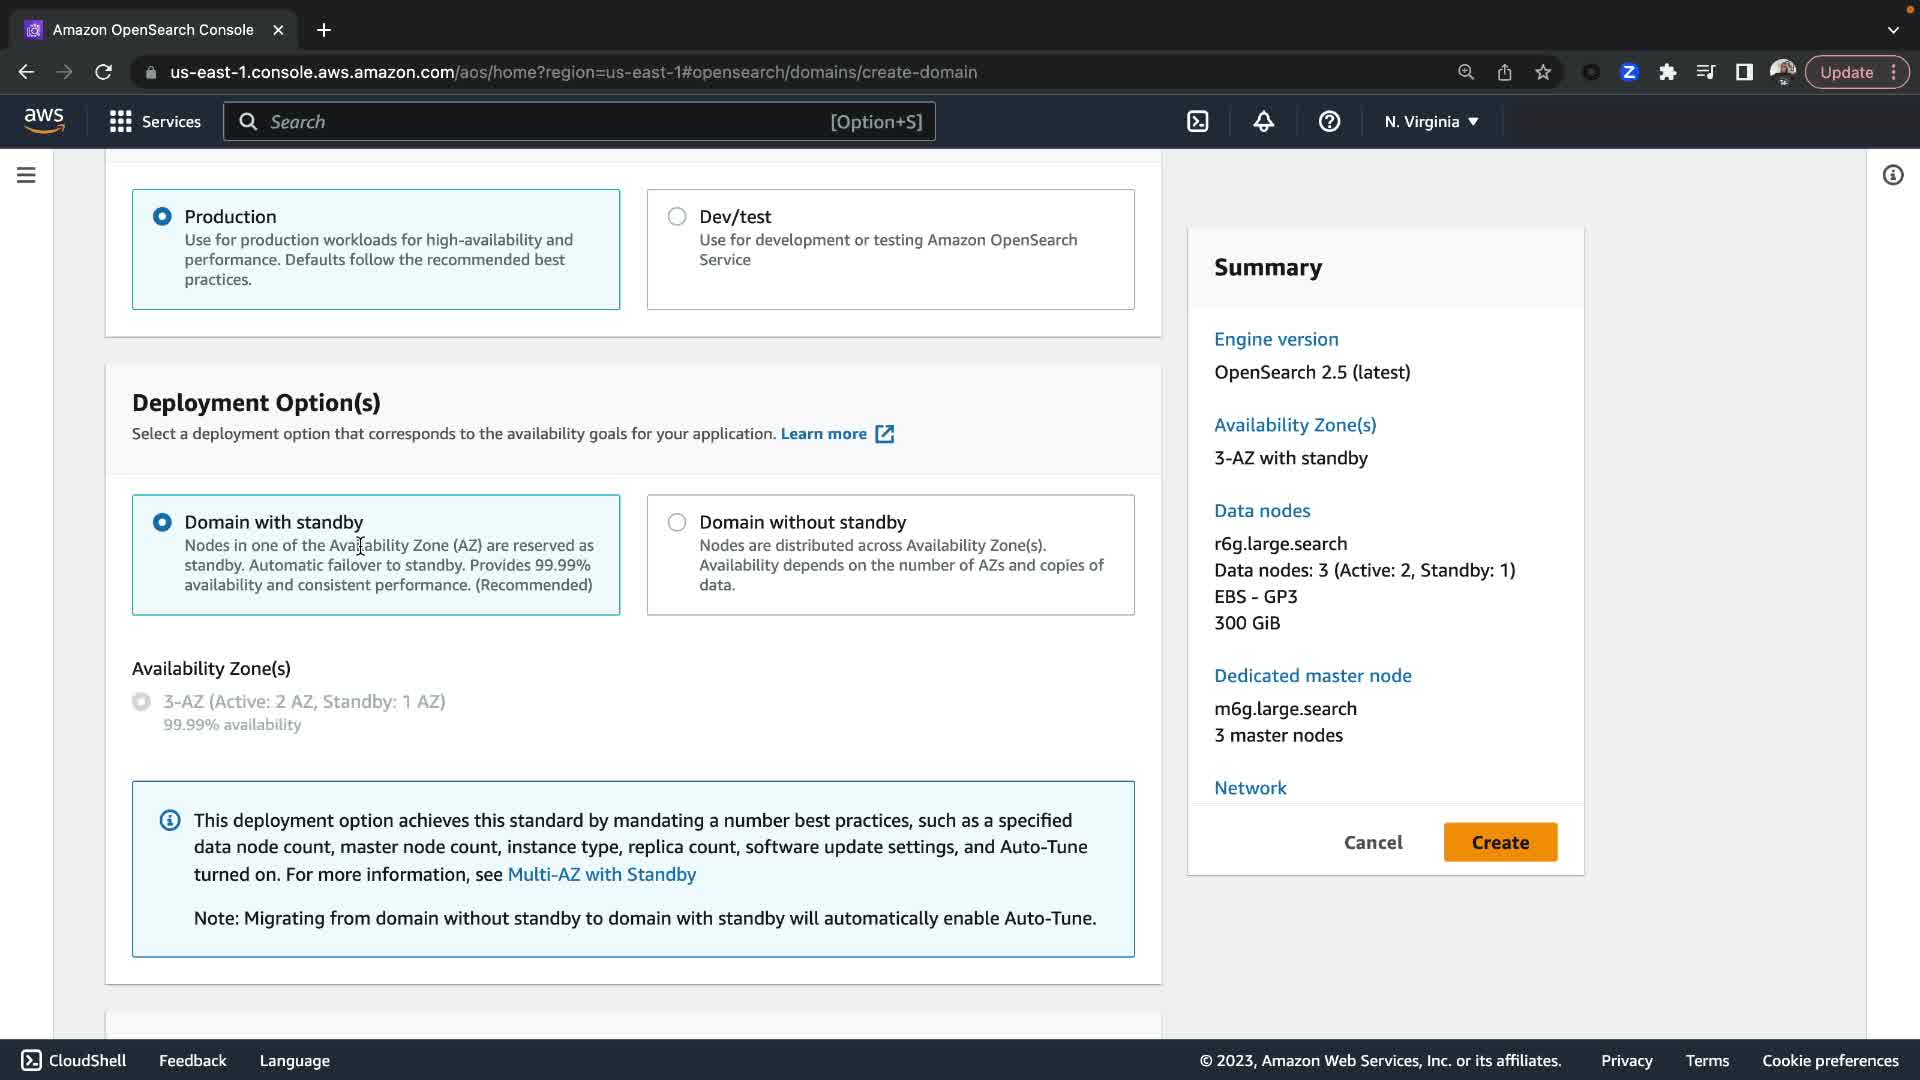 Amazon OpenSearch Console
us-east-1.console.aws.amazon.com/aos/home?region=us-east-1#opensearch/domains/create-domain
Z
Update
aws
Services
Search
[Option+S]
N. Virginia
Production
Use for production workloads for high-availability and
performance. Defaults follow the recommended best
practices.
Dev/test
Use for development or testing Amazon OpenSearch
Service
Deployment Option(s)
Select a deployment option that corresponds to the availability goals for your application. Learn more
Domain with standby
Nodes in one of the Availability Zone (AZ) are reserved as
standby. Automatic failover to standby. Provides 99.99%
availability and consistent performance. (Recommended)
Domain without standby
Nodes are distributed across Availability Zone(s).
Availability depends on the number of AZs and copies of
data.
Availability Zone(s)
3-AZ (Active: 2 AZ, Standby: 1 AZ)
99.99% availability
This deployment option achieves this standard by mandating a number best practices, such as a specified
data node count, master node count, instance type, replica count, software update settings, and Auto-Tune
turned on. For more information, see Multi-AZ with Standby
Note: Migrating from domain without standby to domain with standby will automatically enable Auto-Tune.
Summary
Engine version
OpenSearch 2.5 (latest)
Availability Zone(s)
3-AZ with standby
Data nodes
r6g.large.search
Data nodes: 3 (Active: 2, Standby: 1)
EBS - GP3
300 GiB
Dedicated master node
m6g.large.search
3 master nodes
Network
Cancel
Create
CloudShell
Feedback
Language
© 2023, Amazon Web Services, Inc. or its affiliates.
Privacy
Terms
Cookie preferences